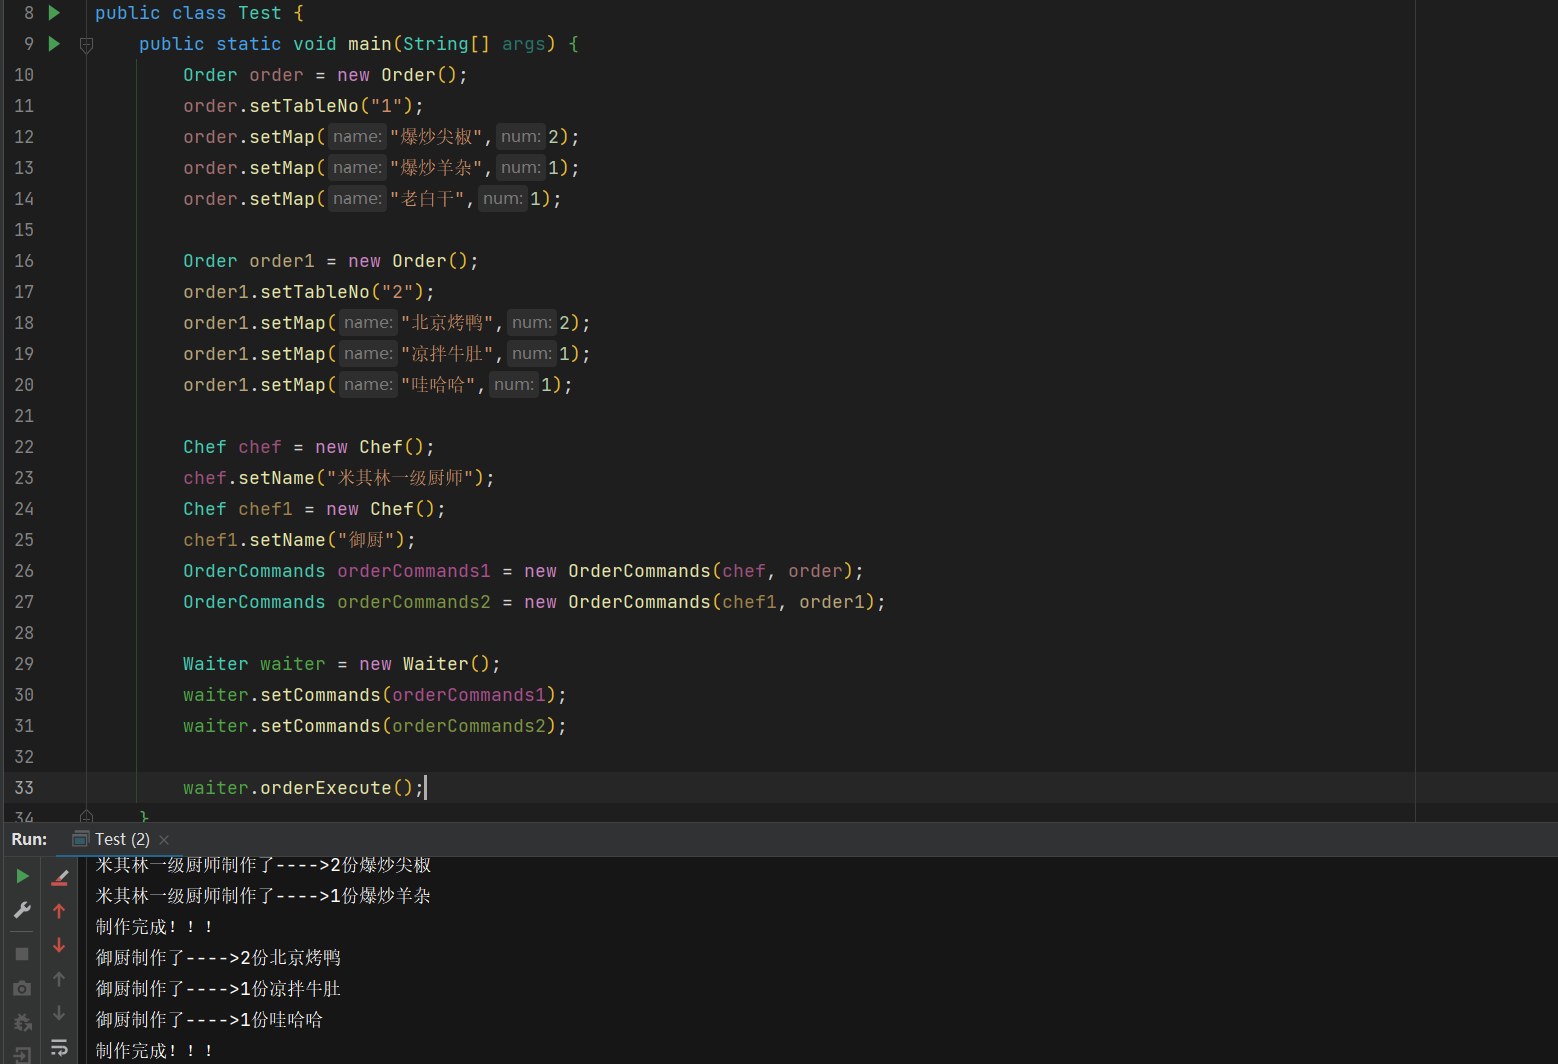 8 public class Test {
9 public static void main(String[] args) {
10 Order order = new Order();
11 order.setTableNo("1");
12 order.setMap( name: "爆炒尖椒", num: 2);
13 order.setMap( name: "爆炒羊杂", num: 1);
14 order.setMap( name: "老白干", num: 1);
15
16 Order order1 = new Order();
17 order1.setTableNo("2");
18 order1.setMap( name: "北京烤鸭", num: 2);
19 order1.setMap( name: "凉拌牛肚", num: 1);
20 order1.setMap( name: "哇哈哈", num: 1);
21
22 Chef chef = new Chef();
23 chef.setName("米其林一级厨师");
24 Chef chef1 = new Chef();
25 chef1.setName("御厨");
26 OrderCommands orderCommands1 = new OrderCommands(chef, order);
27 OrderCommands orderCommands2 = new OrderCommands(chef1, order1);
28
29 Waiter waiter = new Waiter();
30 waiter.setCommands(orderCommands1);
31 waiter.setCommands(orderCommands2);
32
33 waiter.orderExecute();
34 }
Run: Test (2)
米其林一级厨师制作了---->2份爆炒尖椒
米其林一级厨师制作了---->1份爆炒羊杂
制作完成！！！
御厨制作了---->2份北京烤鸭
御厨制作了---->1份凉拌牛肚
御厨制作了---->1份哇哈哈
制作完成！！！